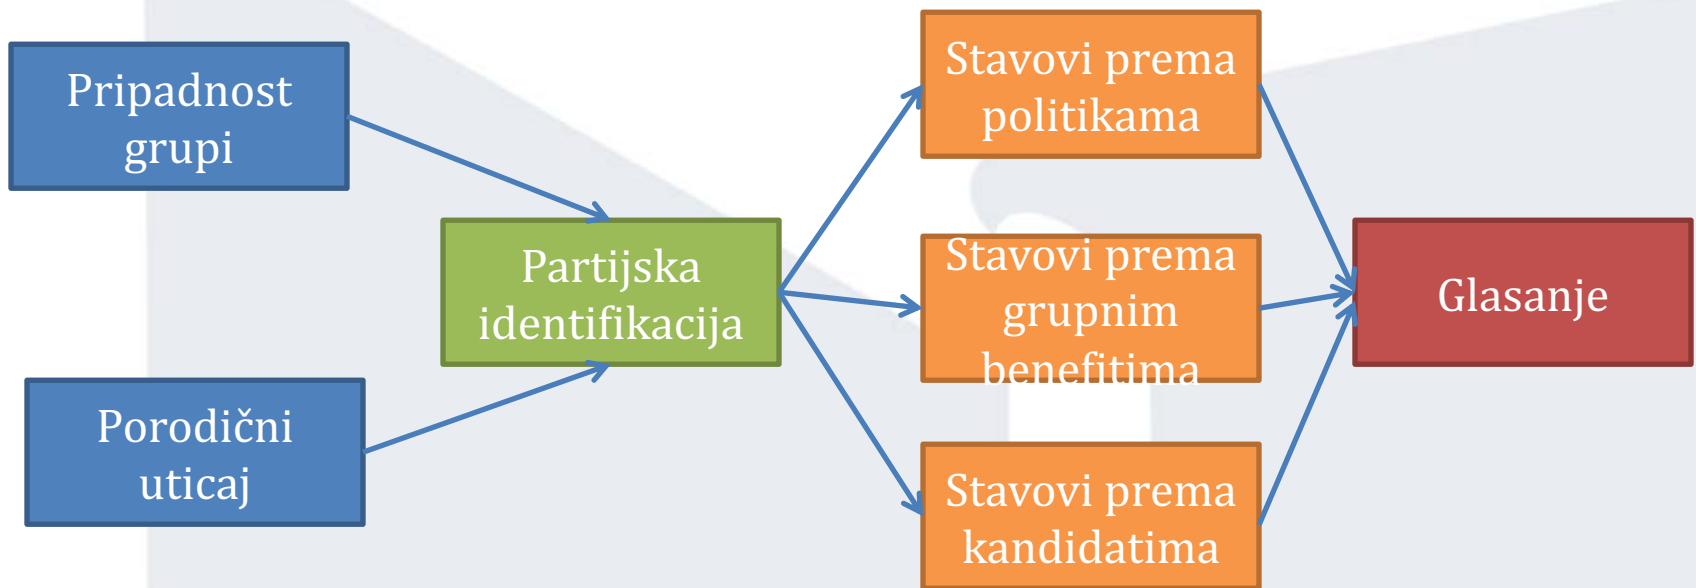 Pripadnost
grupi
Porodični
uticaj
Partijska
identifikacija
Stavovi prema
politikama
Stavovi prema
grupnim
benefitima
Stavovi prema
kandidatima
Glasanje